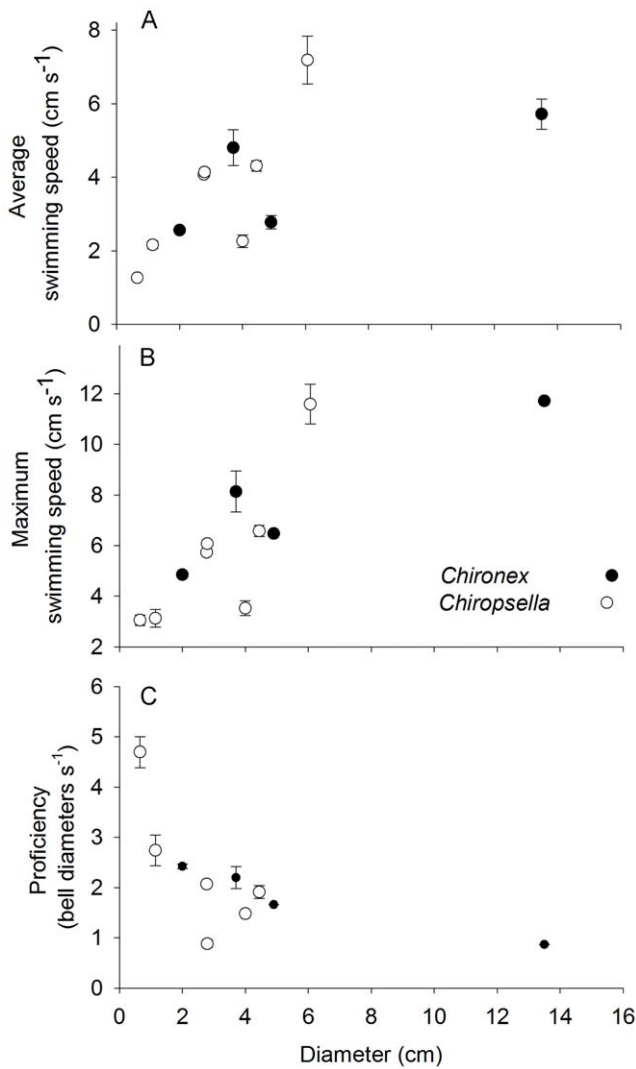 A
8
6
4
2
0
Average
swimming speed (cm s⁻¹)
B
12
10
8
6
4
2
Maximum
swimming speed (cm s⁻¹)
Chironex
Chiropsella
C
6
5
4
3
2
1
0
Proficiency
(bell diameters s⁻¹)
0 2 4 6 8 10 12 14 16
Diameter (cm)